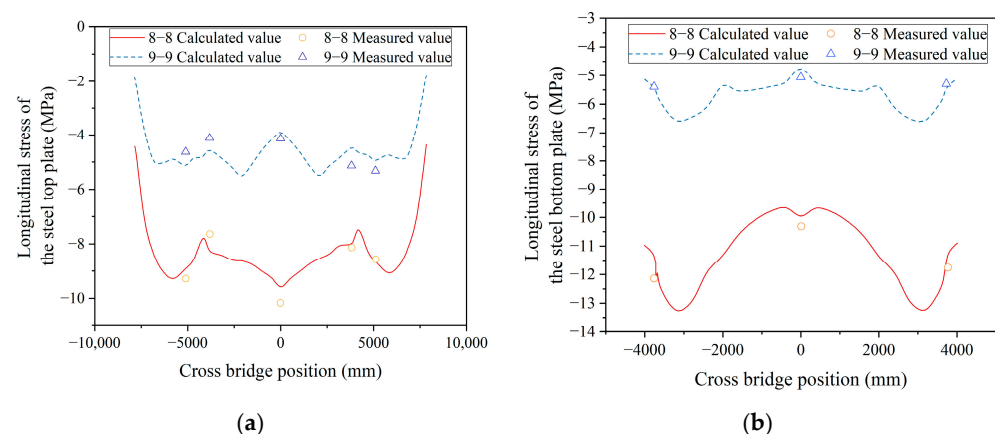 0
−2
−4
−6
−8
−10
8−8 Calculated value
8−8 Measured value
9−9 Calculated value
9−9 Measured value
Longitudinal stress of
the steel top plate (MPa)
−10,000
−5000
0
5000
10,000
Cross bridge position (mm)
(a)
−3
−4
−5
−6
−7
−8
−9
−10
−11
−12
−13
−14
8−8 Calculated value
8−8 Measured value
9−9 Calculated value
9−9 Measured value
Longitudinal stress of
the steel bottom plate (MPa)
−4000
−2000
0
2000
4000
Cross bridge position (mm)
(b)